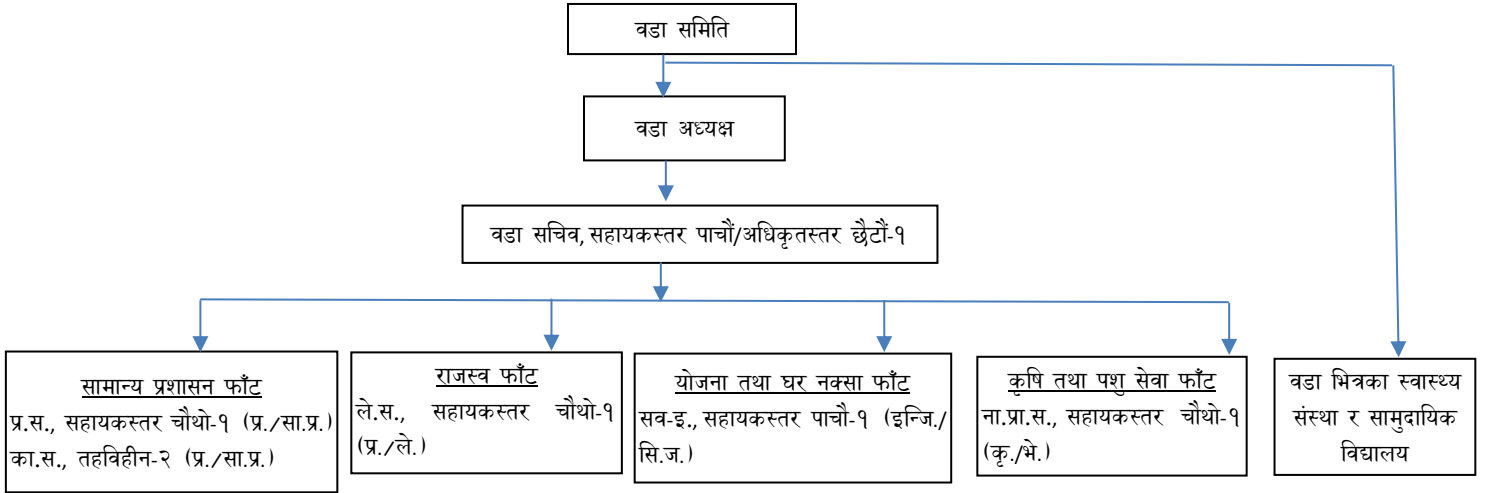 वडा समिति
वडा अध्यक्ष
वडा सचिव, सहायकस्तर पाचौं/अधिकृतस्तर छैटौं-१
सामान्य प्रशासन फाँट
प्र.स., सहायकस्तर चौथो-१ (प्र./सा.प्र.)
का.स., तहविहीन-२ (प्र./सा.प्र.)
राजस्व फाँट
ले.स., सहायकस्तर चौथो-१
(प्र./ले.)
योजना तथा घर नक्सा फाँट
सव-इ., सहायकस्तर पाचौ-१ (इन्जि./
सि.ज.)
कृषि तथा पशु सेवा फाँट
ना.प्रा.स., सहायकस्तर चौथो-१
(कृ./भे.)
वडा भित्रका स्वास्थ्य
संस्था र सामुदायिक
विद्यालय